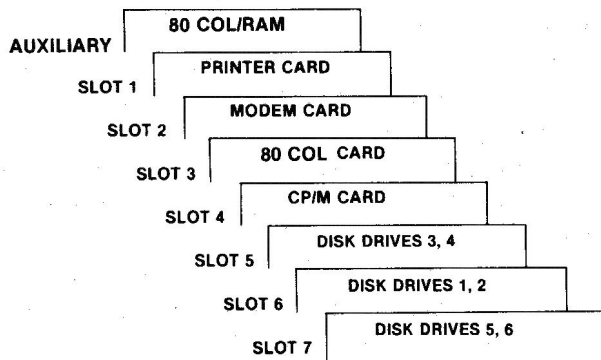 80 COL/RAM
AUXILIARY
PRINTER CARD
SLOT 1
MODEM CARD
SLOT 2
80 COL CARD
SLOT 3
CP/M CARD
SLOT 4
DISK DRIVES 3, 4
SLOT 5
DISK DRIVES 1, 2
SLOT 6
DISK DRIVES 5, 6
SLOT 7